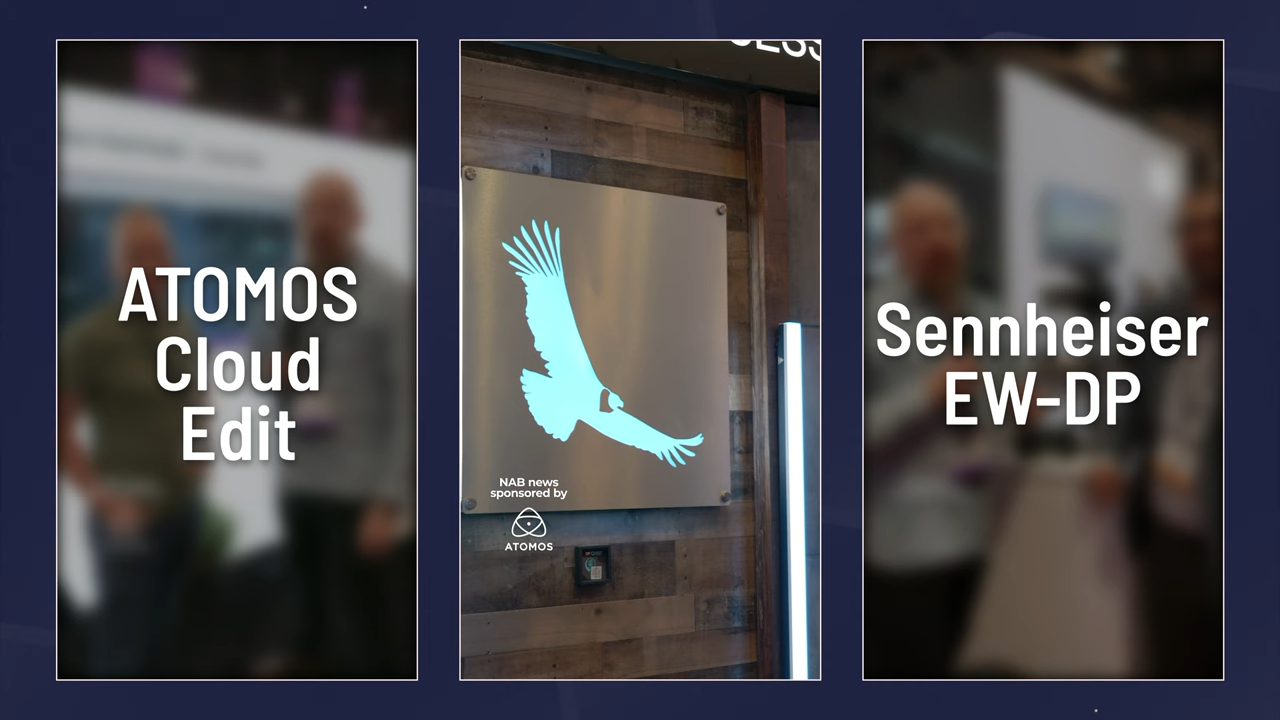 ATOMOS
Cloud
Edit
NAB news
sponsored by
ATOMOS
Sennheiser
EW-DP